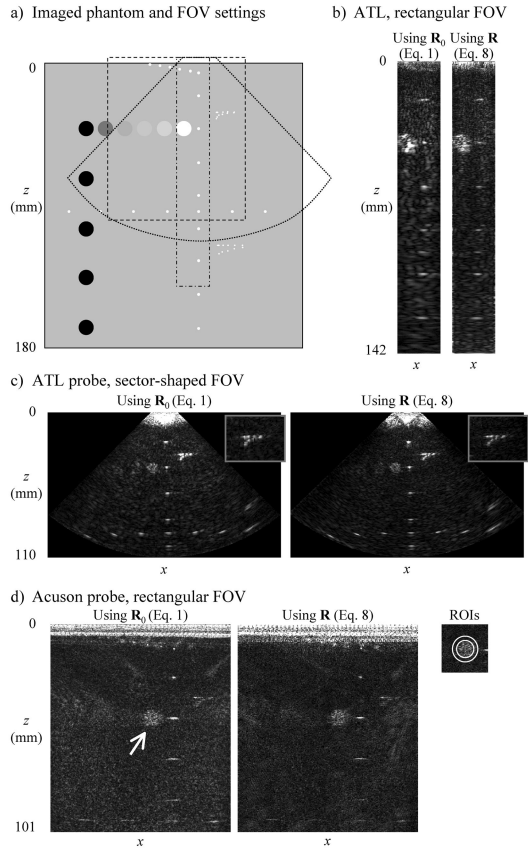 a) Imaged phantom and FOV settings
0
z
(mm)
180
b) ATL, rectangular FOV
Using R0 (Eq. 1)
Using R (Eq. 8)
0
142
x
x
c) ATL probe, sector-shaped FOV
Using R0 (Eq. 1)
Using R (Eq. 8)
0
z
(mm)
110
x
x
d) Acuson probe, rectangular FOV
Using R0 (Eq. 1)
Using R (Eq. 8)
ROIs
0
z
(mm)
101
x
x